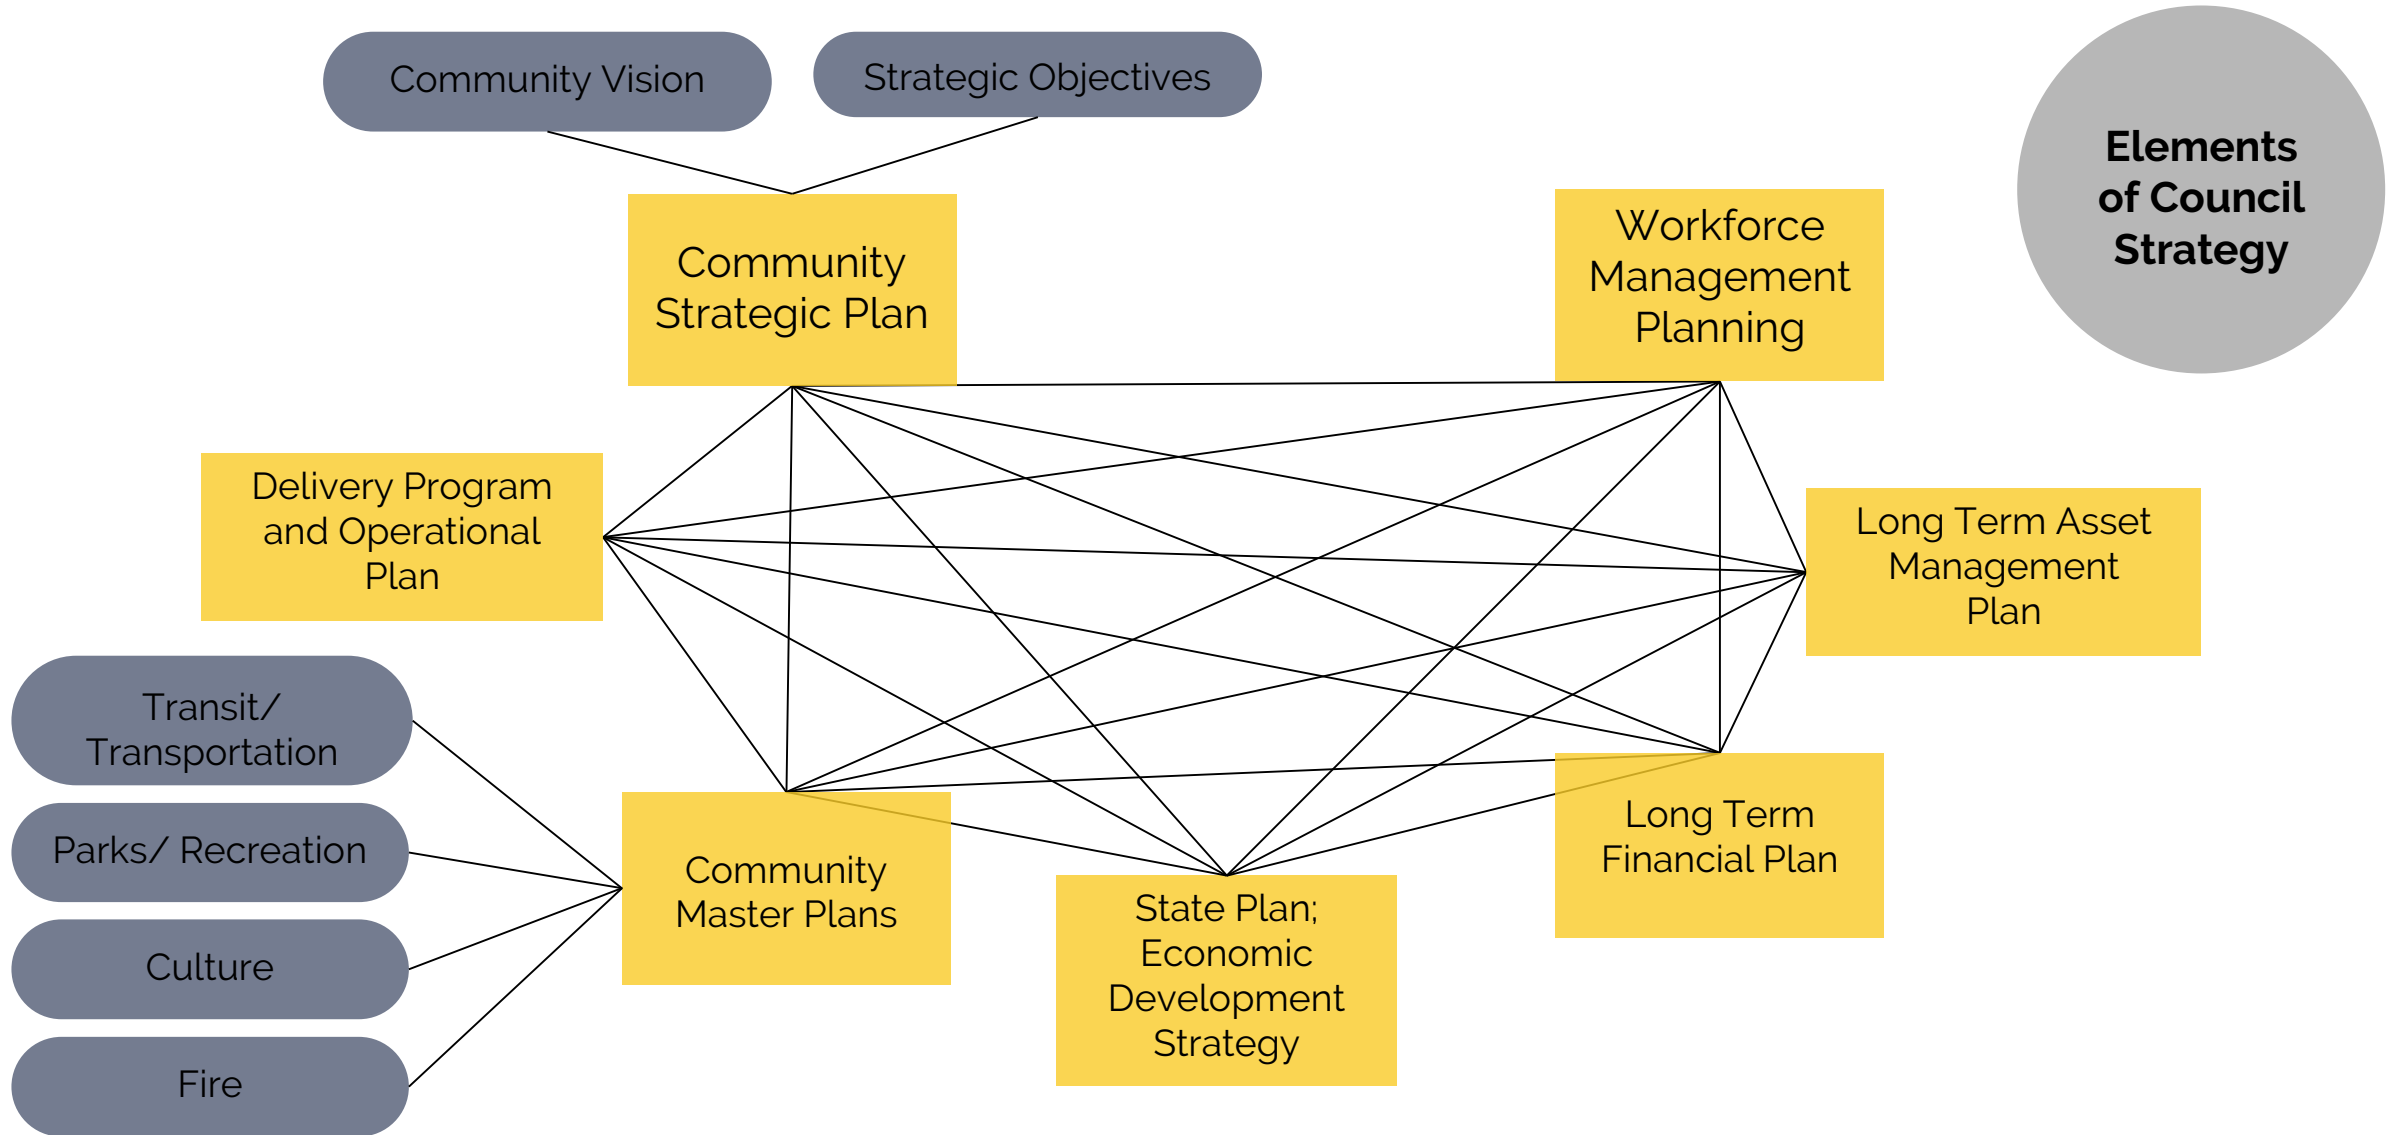 Community Vision
Strategic Objectives
Elements
of Council
Strategy
Community
Strategic Plan
Workforce
Management
Planning
Delivery Program
and Operational
Plan
Long Term Asset
Management
Plan
Transit/
Transportation
Parks/ Recreation
Culture
Fire
Community
Master Plans
State Plan;
Economic
Development
Strategy
Long Term
Financial Plan